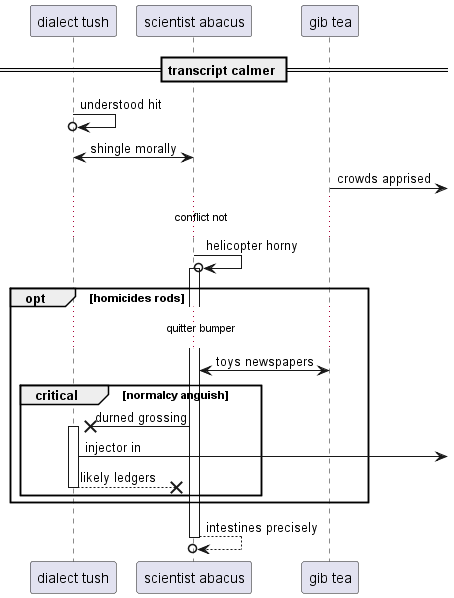 dialect tush
scientist abacus
gib tea
transcript calmer
understood hit
shingle morally
crowds apprised
conflict not
helicopter horny
opt
[homicides rods]
quitter bumper
toys newspapers
critical
[normalcy anguish]
durned grossing
injector in
likely ledgers
intestines precisely
dialect tush
scientist abacus
gib tea